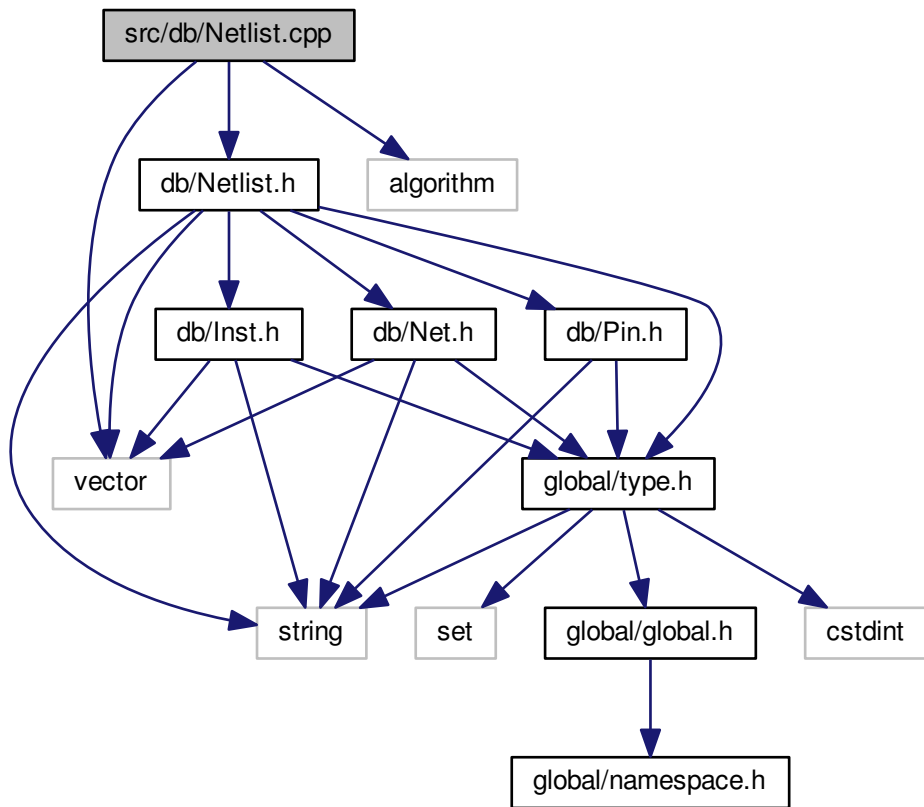 src/db/Netlist.cpp
db/Netlist.h
algorithm
db/Inst.h
db/Net.h
db/Pin.h
vector
global/type.h
string
set
global/global.h
cstdint
global/namespace.h